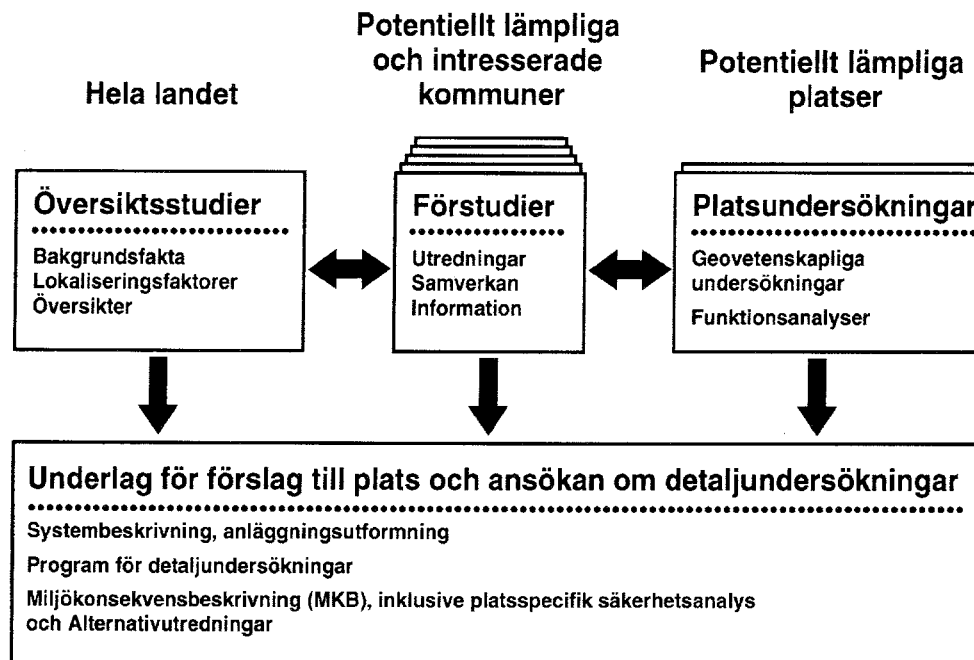 Hela landet
Potentiellt lämpliga
och intresserade
kommuner
Potentiellt lämpliga
platser
Översiktsstudier
Bakgrundsfakta
Lokaliseringsfaktorer
Översikter
Förstudier
Utredningar
Samverkan
Information
Platsundersökningar
Geovetenskapliga
undersökningar
Funktionsanalyser
Underlag för förslag till plats och ansökan om detaljundersökningar
Systembeskrivning, anläggningsutformning
Program för detaljundersökningar
Miljökonsekvensbeskrivning (MKB), inklusive platsspecifik säkerhetsanalys
och Alternativutredningar